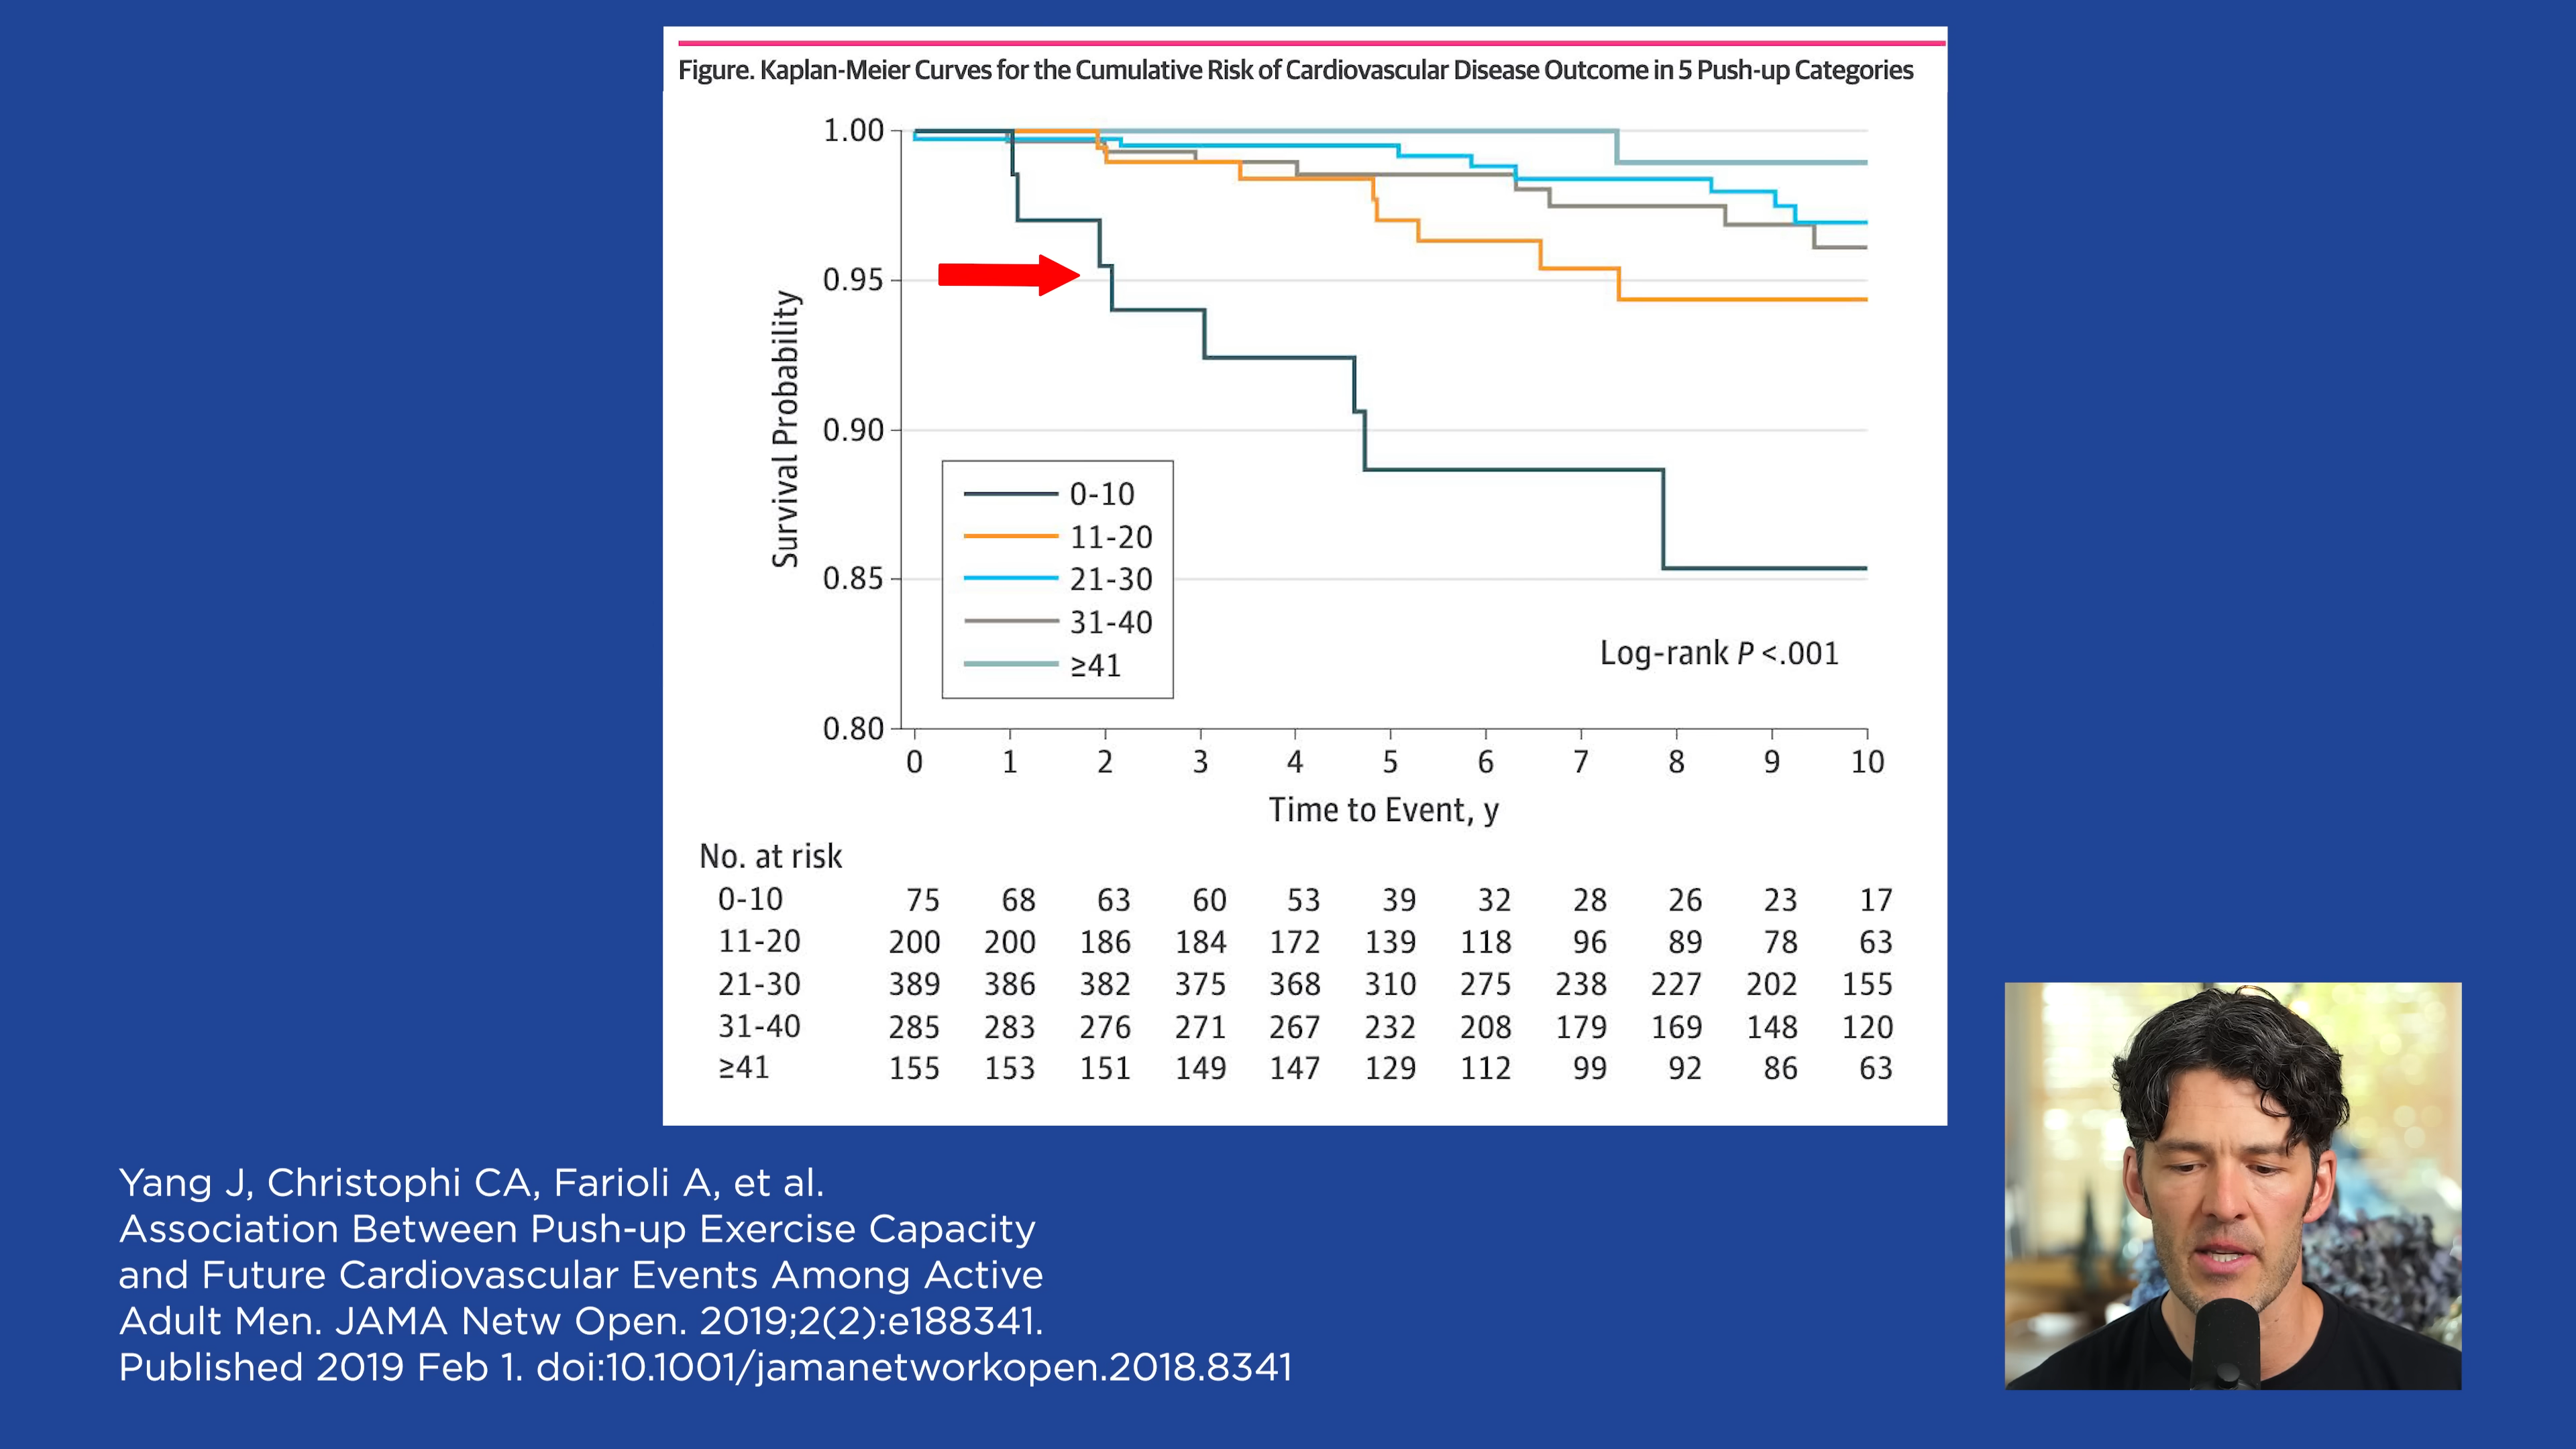 Figure. Kaplan-Meier Curves for the Cumulative Risk of Cardiovascular Disease Outcome in 5 Push-up Categories
1.00
0.95
0.90
0.85
0.80
Survival Probability
0-10
11-20
21-30
31-40
≥41
Log-rank P <.001
0 1 2 3 4 5 6 7 8 9 10
Time to Event, y
No. at risk
0-10 75 68 63 60 53 39 32 28 26 23 17
11-20 200 200 186 184 172 139 118 96 89 78 63
21-30 389 386 382 375 368 310 275 238 227 202 155
31-40 285 283 276 271 267 232 208 179 169 148 120
≥41 155 153 151 149 147 129 112 99 92 86 63
Yang J, Christophi CA, Farioli A, et al.
Association Between Push-up Exercise Capacity
and Future Cardiovascular Events Among Active
Adult Men. JAMA Netw Open. 2019;2(2):e188341.
Published 2019 Feb 1. doi:10.1001/jamanetworkopen.2018.8341